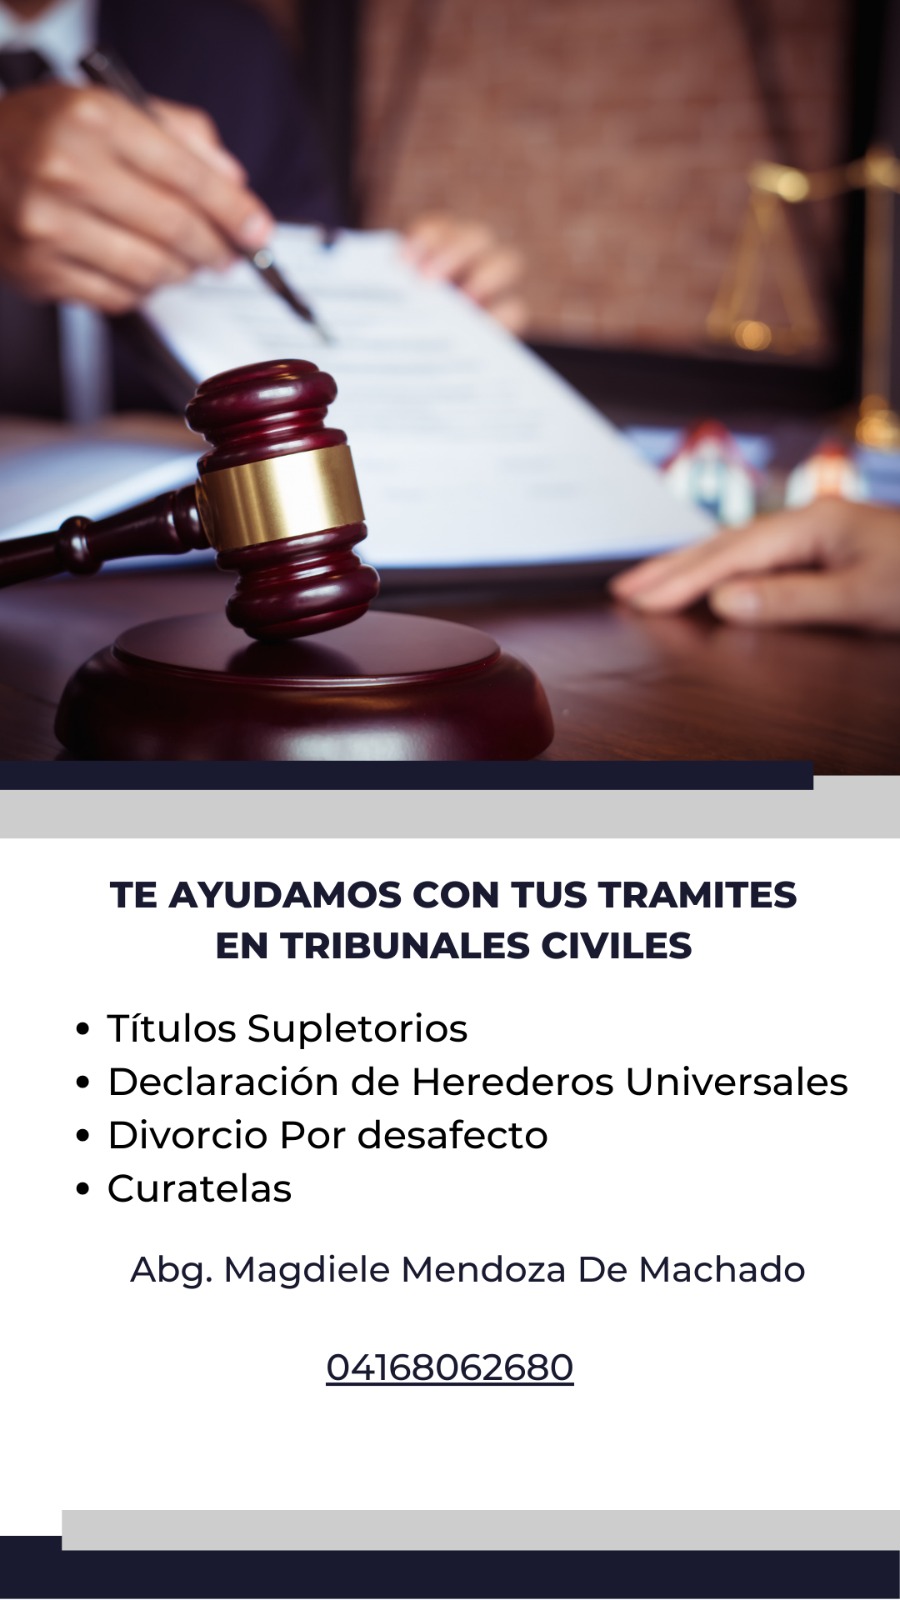 TE AYUDAMOS CON TUS TRAMITES
EN TRIBUNALES CIVILES
• Títulos Supletorios
• Declaración de Herederos Universales
• Divorcio Por desafecto
• Curatelas
Abg. Magdiele Mendoza De Machado
04168062680